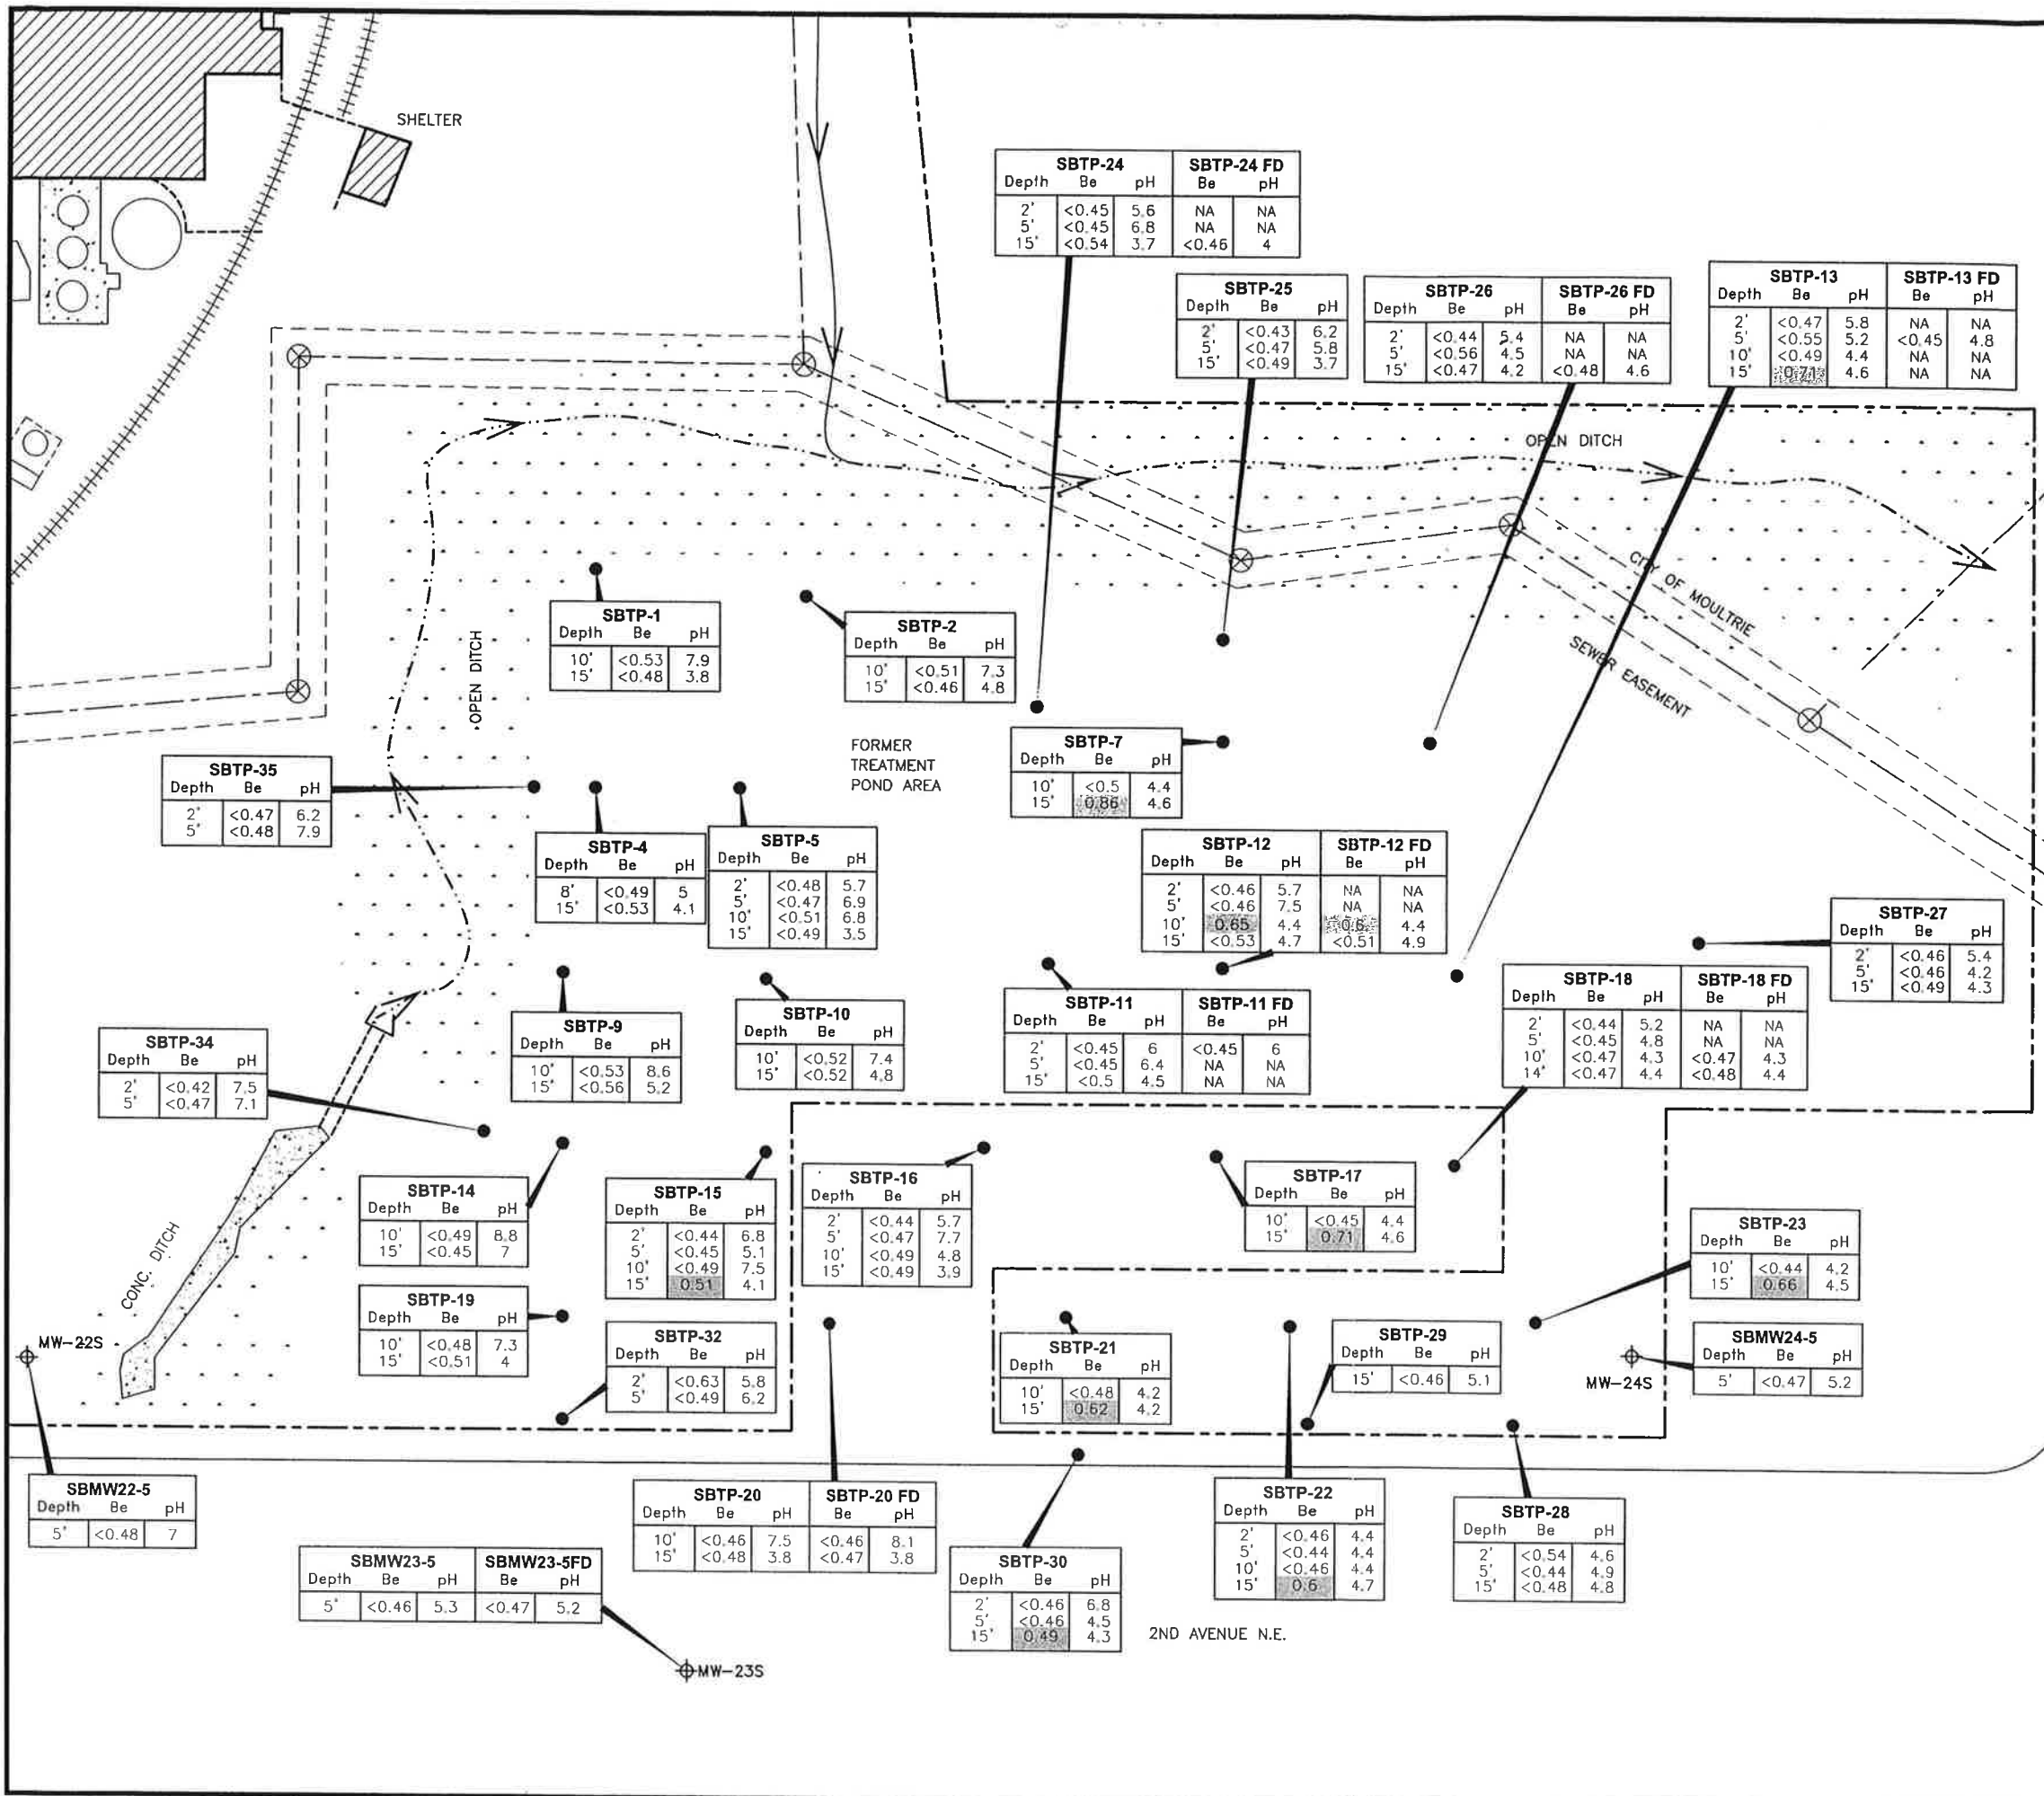 SHELTER
SBTP-24 SBTP-24 FD
Depth Be pH Be pH
2' <0.45 5.6 NA NA
5' <0.45 6.8 NA NA
15' <0.54 3.7 <0.46 4
SBTP-25
Depth Be pH
2' <0.43 6.2
5' <0.47 5.8
15' <0.49 3.7
SBTP-26 SBTP-26 FD
Depth Be pH Be pH
2' <0.44 5.4 NA NA
5' <0.56 4.5 NA NA
15' <0.47 4.2 <0.48 4.6
SBTP-13 SBTP-13 FD
Depth Be pH Be pH
2' <0.47 5.8 NA NA
5' <0.55 5.2 <0.45 4.8
10' <0.49 4.4 NA NA
15' 0.71 4.6 NA NA
OPEN DITCH
CITY OF MOULTRIE
SEWER EASEMENT
OPEN DITCH
SBTP-1
Depth Be pH
10' <0.53 7.9
15' <0.48 3.8
SBTP-2
Depth Be pH
10' <0.51 7.3
15' <0.46 4.8
FORMER
TREATMENT
POND AREA
SBTP-7
Depth Be pH
10' <0.5 4.4
15' 0.86 4.6
SBTP-35
Depth Be pH
2' <0.47 6.2
5' <0.48 7.9
SBTP-4
Depth Be pH
8' <0.49 5
15' <0.53 4.1
SBTP-5
Depth Be pH
2' <0.48 5.7
5' <0.47 6.9
10' <0.51 6.8
15' <0.49 3.5
SBTP-12 SBTP-12 FD
Depth Be pH Be pH
2' <0.46 5.7 NA NA
5' <0.46 7.5 NA NA
10' 0.65 4.4 0.6 4.4
15' <0.53 4.7 <0.51 4.9
SBTP-27
Depth Be pH
2' <0.46 5.4
5' <0.46 4.2
15' <0.49 4.3
SBTP-18 SBTP-18 FD
Depth Be pH Be pH
2' <0.44 5.2 NA NA
5' <0.45 4.8 NA NA
10' <0.47 4.3 <0.47 4.3
14' <0.47 4.4 <0.48 4.4
SBTP-11 SBTP-11 FD
Depth Be pH Be pH
2' <0.45 6 <0.45 6
5' <0.45 6.4 NA NA
15' <0.5 4.5 NA NA
SBTP-10
Depth Be pH
10' <0.52 7.4
15' <0.52 4.8
SBTP-9
Depth Be pH
10' <0.53 8.6
15' <0.56 5.2
SBTP-34
Depth Be pH
2' <0.42 7.5
5' <0.47 7.1
CONC. DITCH
SBTP-14
Depth Be pH
10' <0.49 8.8
15' <0.45 7
SBTP-15
Depth Be pH
2' <0.44 6.8
5' <0.45 5.1
10' <0.49 7.5
15' 0.51 4.1
SBTP-16
Depth Be pH
2' <0.44 5.7
5' <0.47 7.7
10' <0.49 4.8
15' <0.49 3.9
SBTP-17
Depth Be pH
10' <0.45 4.4
15' 0.71 4.6
SBTP-23
Depth Be pH
10' <0.44 4.2
15' 0.66 4.5
SBTP-19
Depth Be pH
10' <0.48 7.3
15' <0.51 4
SBTP-32
Depth Be pH
2' <0.63 5.8
5' <0.49 6.2
SBTP-21
Depth Be pH
10' <0.48 4.2
15' 0.62 4.2
SBTP-29
Depth Be pH
15' <0.46 5.1
SBMW24-5
Depth Be pH
5' <0.47 5.2
MW-22S
MW-24S
SBMW22-5
Depth Be pH
5' <0.48 7
SBTP-20 SBTP-20 FD
Depth Be pH Be pH
10' <0.46 7.5 <0.46 8.1
15' <0.48 3.8 <0.47 3.8
SBTP-22
Depth Be pH
2' <0.46 4.4
5' <0.44 4.4
10' <0.46 4.4
15' 0.6 4.7
SBTP-28
Depth Be pH
2' <0.54 4.6
5' <0.44 4.9
15' <0.48 4.8
SBMW23-5 SBMW23-5FD
Depth Be pH Be pH
5' <0.46 5.3 <0.47 5.2
SBTP-30
Depth Be pH
2' <0.46 6.8
5' <0.46 4.5
15' 0.49 4.3
2ND AVENUE N.E.
MW-23S